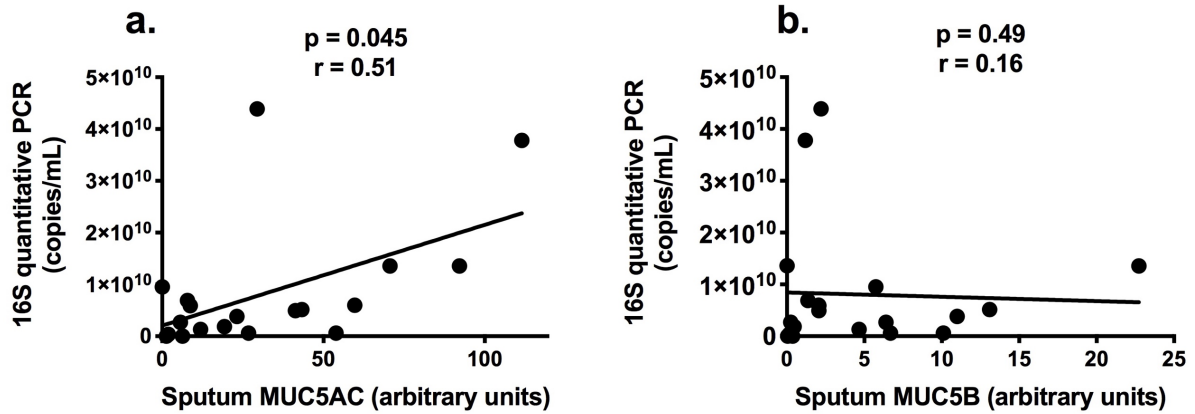 a.
p = 0.045
r = 0.51
16S quantitative PCR
(copies/mL)
5×10¹⁰
4×10¹⁰
3×10¹⁰
2×10¹⁰
1×10¹⁰
0
0
50
100
Sputum MUC5AC (arbitrary units)
b.
p = 0.49
r = 0.16
16S quantitative PCR
(copies/mL)
5×10¹⁰
4×10¹⁰
3×10¹⁰
2×10¹⁰
1×10¹⁰
0
0
5
10
15
20
25
Sputum MUC5B (arbitrary units)